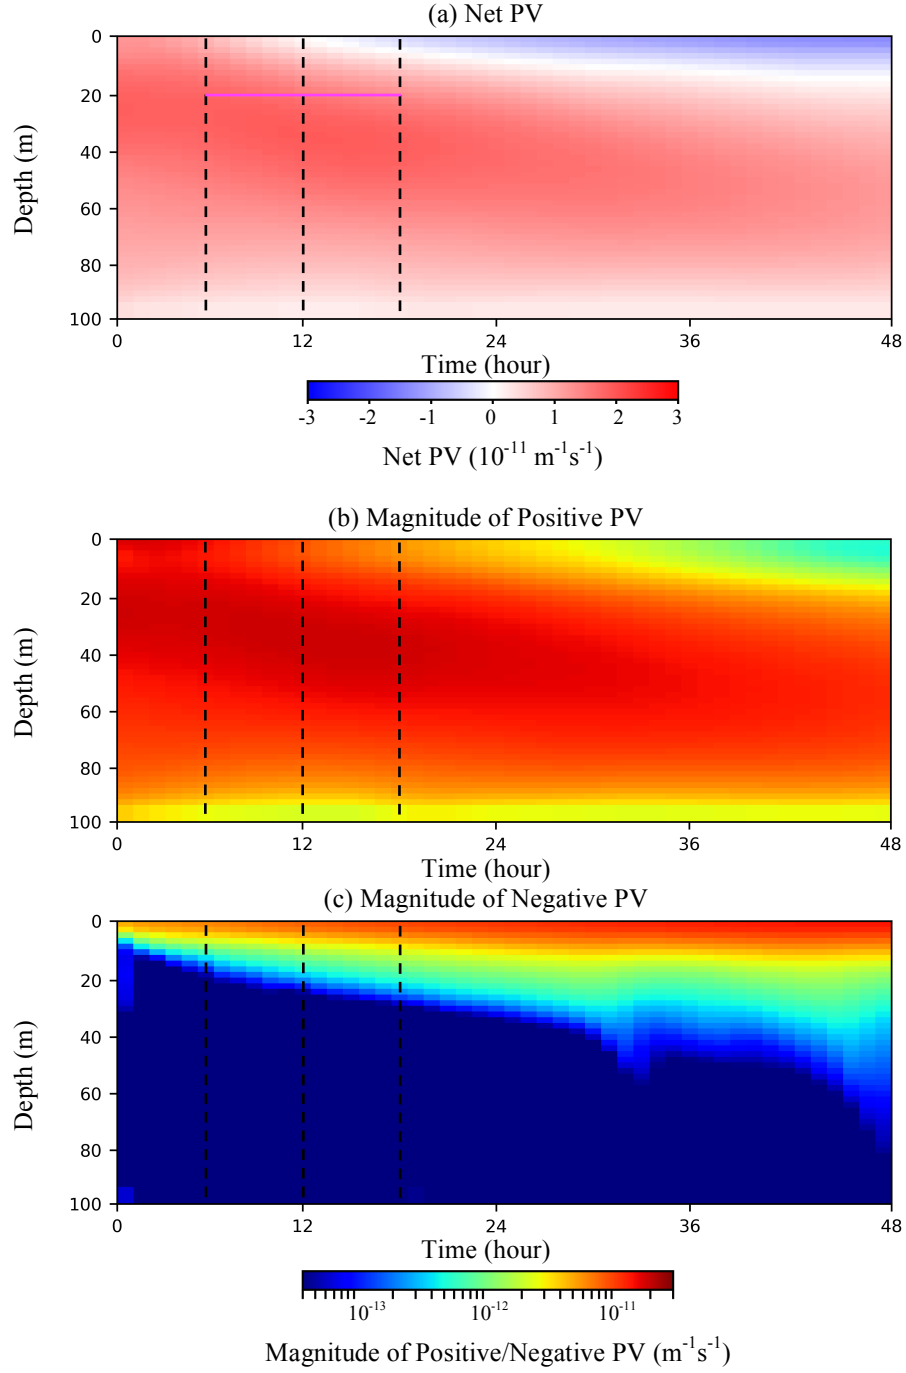 (a) Net PV
0
20
40
60
80
100
Depth (m)
0 12 24 36 48
Time (hour)
-3 -2 -1 0 1 2 3
Net PV (10⁻¹¹ m⁻¹s⁻¹)
(b) Magnitude of Positive PV
0
20
40
60
80
100
Depth (m)
0 12 24 36 48
Time (hour)
(c) Magnitude of Negative PV
0
20
40
60
80
100
Depth (m)
0 12 24 36 48
Time (hour)
10⁻¹³ 10⁻¹² 10⁻¹¹
Magnitude of Positive/Negative PV (m⁻¹s⁻¹)